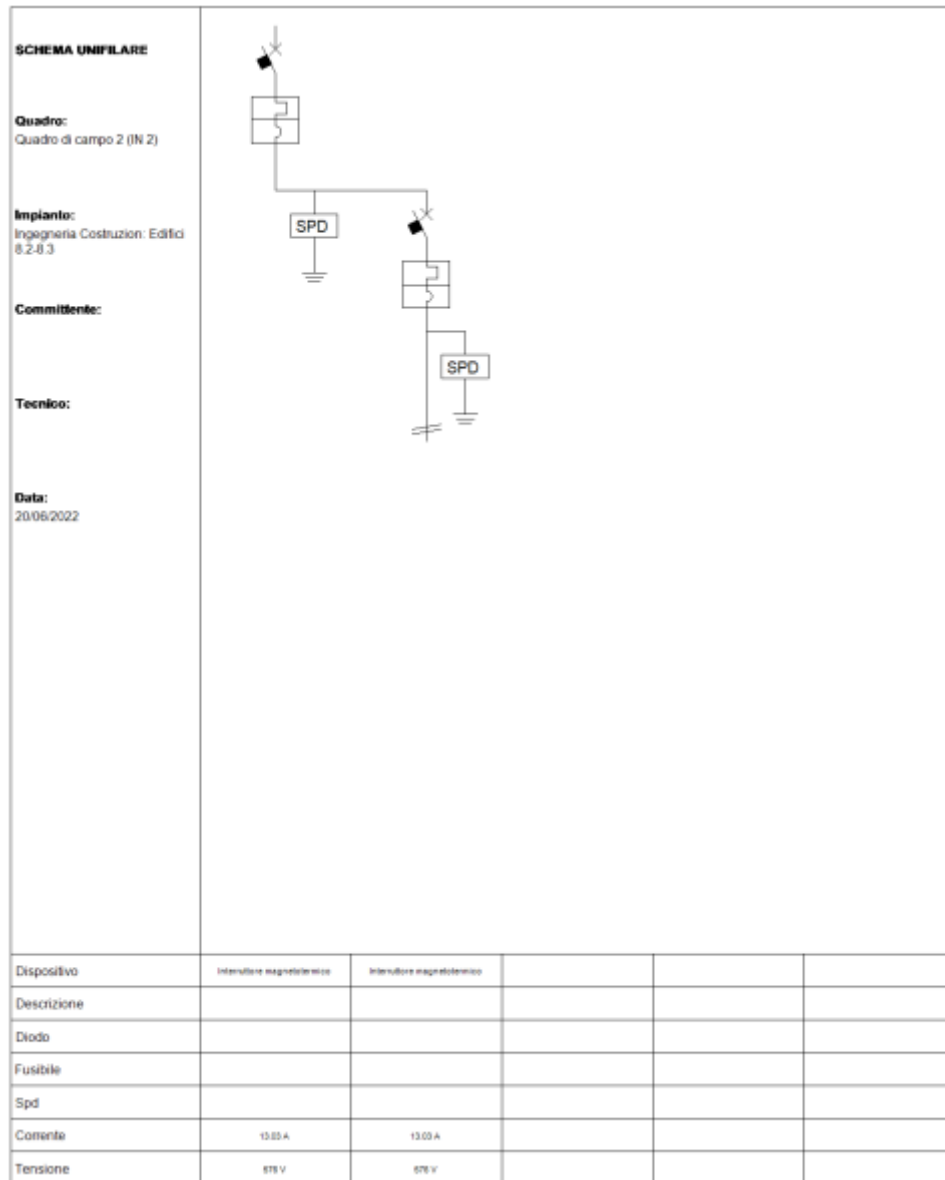 SCHEMA UNIFILARE
Quadro:
Quadro di campo 2 (IN 2)
Impianto:
Ingegneria Costruzion: Edifici
8.2-8.3
Committente:
Tecnico:
Data:
20/06/2022
SPD
SPD
Dispositivo Interruttore magnetotermico Interruttore magnetotermico
Descrizione
Diodo
Fusibile
Spd
Corrente 13.03 A 13.03 A
Tensione 676 V 676 V